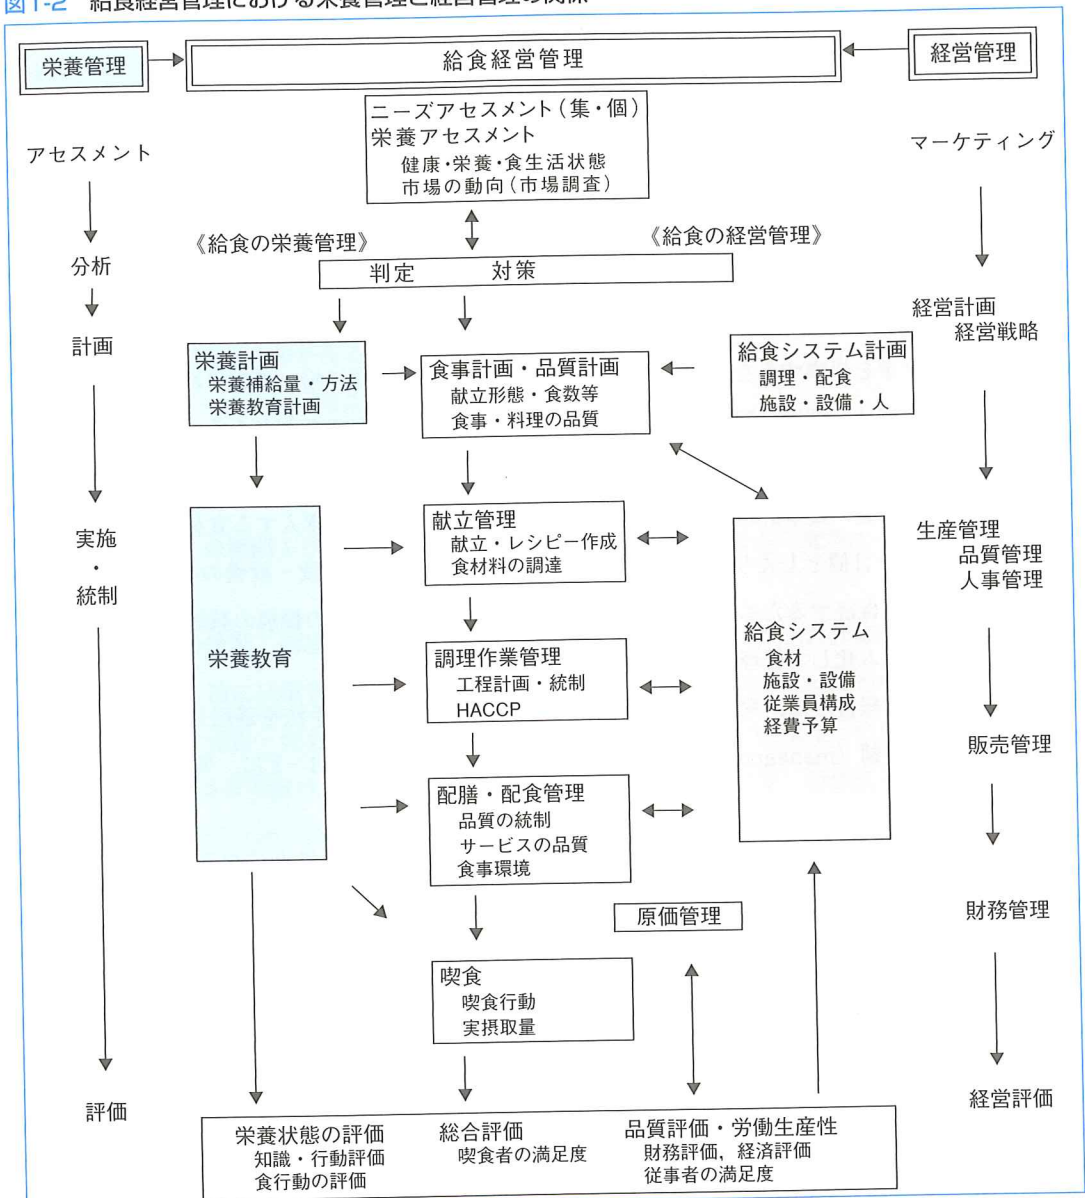 図1-2 給食経営管理における栄養管理と経営管理の関係
栄養管理
給食経営管理
経営管理
ニーズアセスメント(集・個)
栄養アセスメント
健康・栄養・食生活状態
市場の動向(市場調査)
アセスメント
マーケティング
《給食の栄養管理》
《給食の経営管理》
分析
判定 対策
計画
経営計画
経営戦略
栄養計画
栄養補給量・方法
栄養教育計画
食事計画・品質計画
献立形態・食数等
食事・料理の品質
給食システム計画
調理・配食
施設・設備・人
実施
・
統制
献立管理
献立・レシピー作成
食材料の調達
生産管理
品質管理
人事管理
栄養教育
調理作業管理
工程計画・統制
HACCP
給食システム
食材
施設・設備
従業員構成
経費予算
販売管理
配膳・配食管理
品質の統制
サービスの品質
食事環境
原価管理
財務管理
喫食
喫食行動
実摂取量
評価
経営評価
栄養状態の評価
知識・行動評価
食行動の評価
総合評価
喫食者の満足度
品質評価・労働生産性
財務評価，経済評価
従事者の満足度